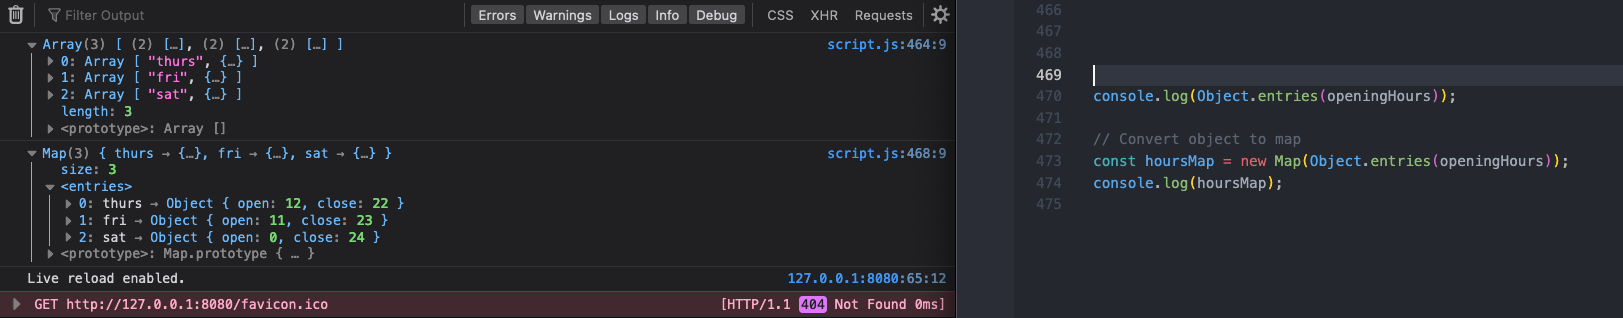 Filter Output
Errors Warnings Logs Info Debug CSS XHR Requests
Array(3) [ (2) […], (2) […], (2) […] ] script.js:464:9
0: Array [ "thurs", {…} ]
1: Array [ "fri", {…} ]
2: Array [ "sat", {…} ]
length: 3
<prototype>: Array []
Map(3) { thurs → {…}, fri → {…}, sat → {…} } script.js:468:9
size: 3
<entries>
0: thurs → Object { open: 12, close: 22 }
1: fri → Object { open: 11, close: 23 }
2: sat → Object { open: 0, close: 24 }
<prototype>: Map.prototype { … }
Live reload enabled. 127.0.0.1:8080:65:12
GET http://127.0.0.1:8080/favicon.ico [HTTP/1.1 404 Not Found 0ms]
466
467
468
469
470 console.log(Object.entries(openingHours));
471
472 // Convert object to map
473 const hoursMap = new Map(Object.entries(openingHours));
474 console.log(hoursMap);
475